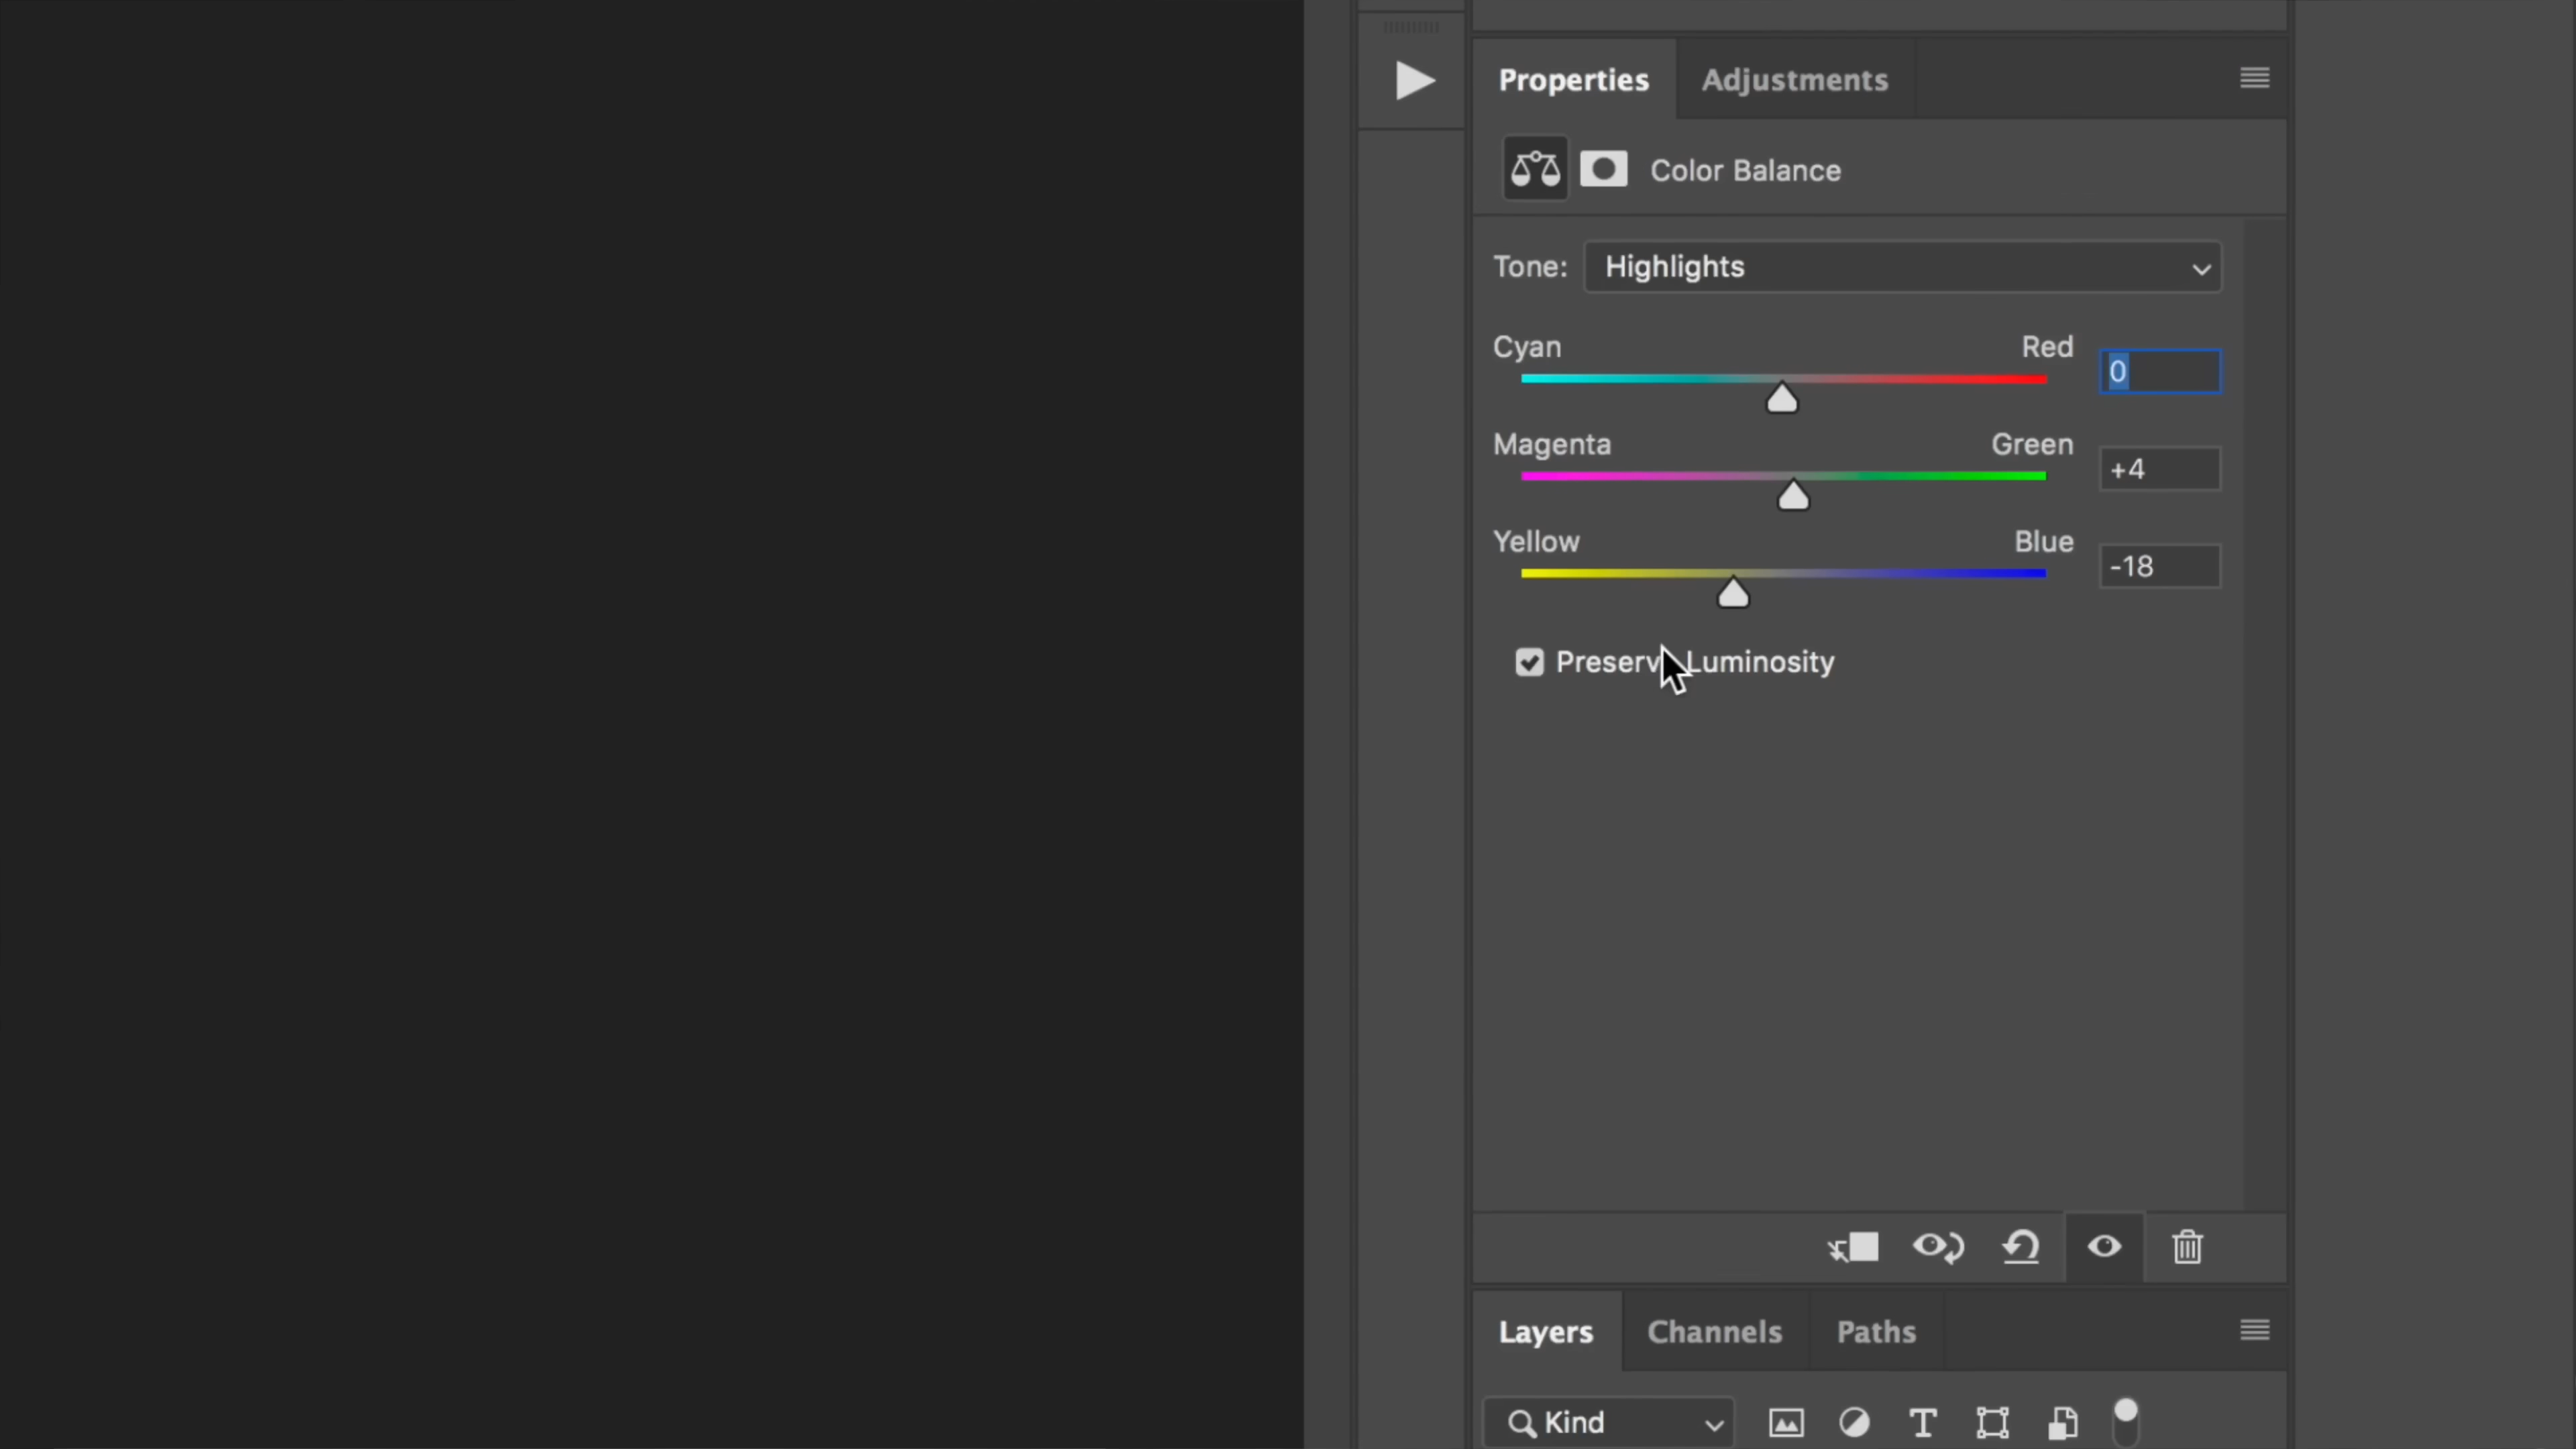 Properties Adjustments
Color Balance
Tone: Highlights
Cyan Red 0
Magenta Green +4
Yellow Blue -18
Preserve Luminosity
Layers Channels Paths
Kind